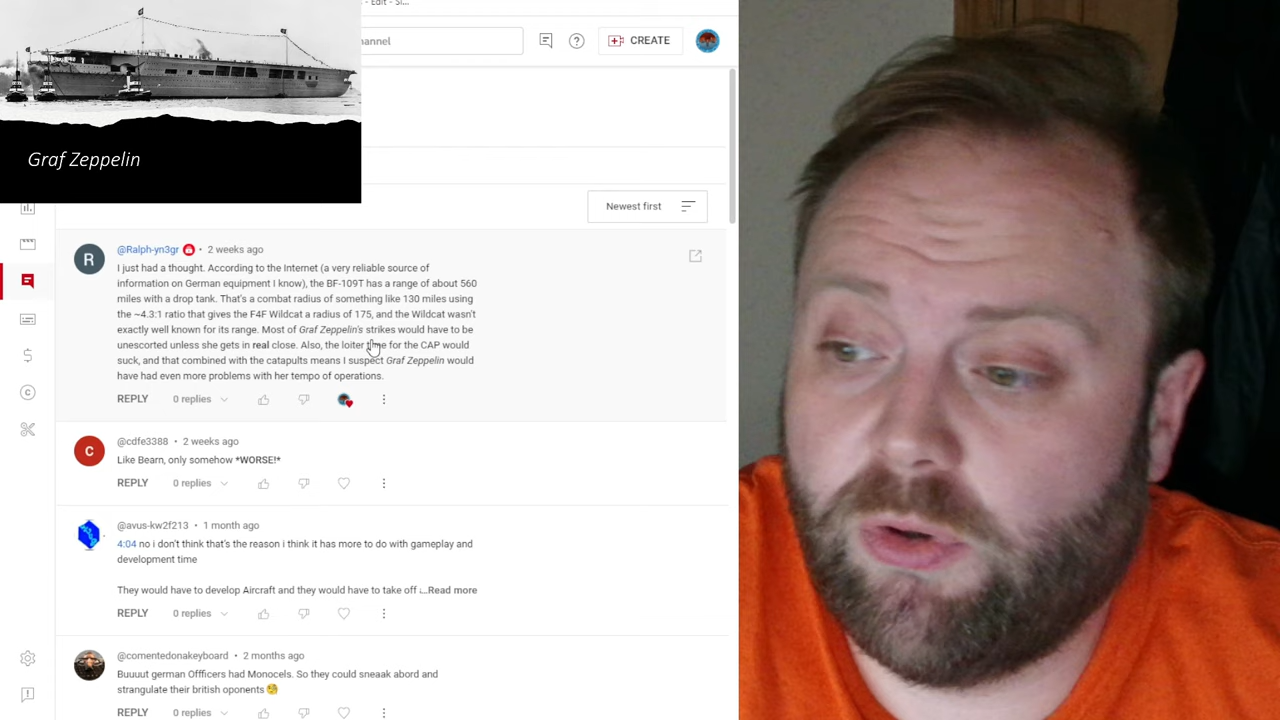 - Edit - Si...
hannel
CREATE
Graf Zeppelin
Newest first
R
@Ralph-yn3gr • 2 weeks ago
I just had a thought. According to the Internet (a very reliable source of
information on German equipment I know), the BF-109T has a range of about 560
miles with a drop tank. That's a combat radius of something like 130 miles using
the ~4.3:1 ratio that gives the F4F Wildcat a radius of 175, and the Wildcat wasn't
exactly well known for its range. Most of Graf Zeppelin's strikes would have to be
unescorted unless she gets in real close. Also, the loiter time for the CAP would
suck, and that combined with the catapults means I suspect Graf Zeppelin would
have had even more problems with her tempo of operations.
REPLY 0 replies
C
@cdfe3388 • 2 weeks ago
Like Bearn, only somehow *WORSE!*
REPLY 0 replies
@avus-kw2f213 • 1 month ago
4:04 no i don't think that's the reason i think it has more to do with gameplay and
development time
They would have to develop Aircraft and they would have to take off ...Read more
REPLY 0 replies
@comentedonakeyboard • 2 months ago
Buuuut german Offficers had Monocels. So they could sneaak abord and
strangulate their british oponents 🧐
REPLY 0 replies